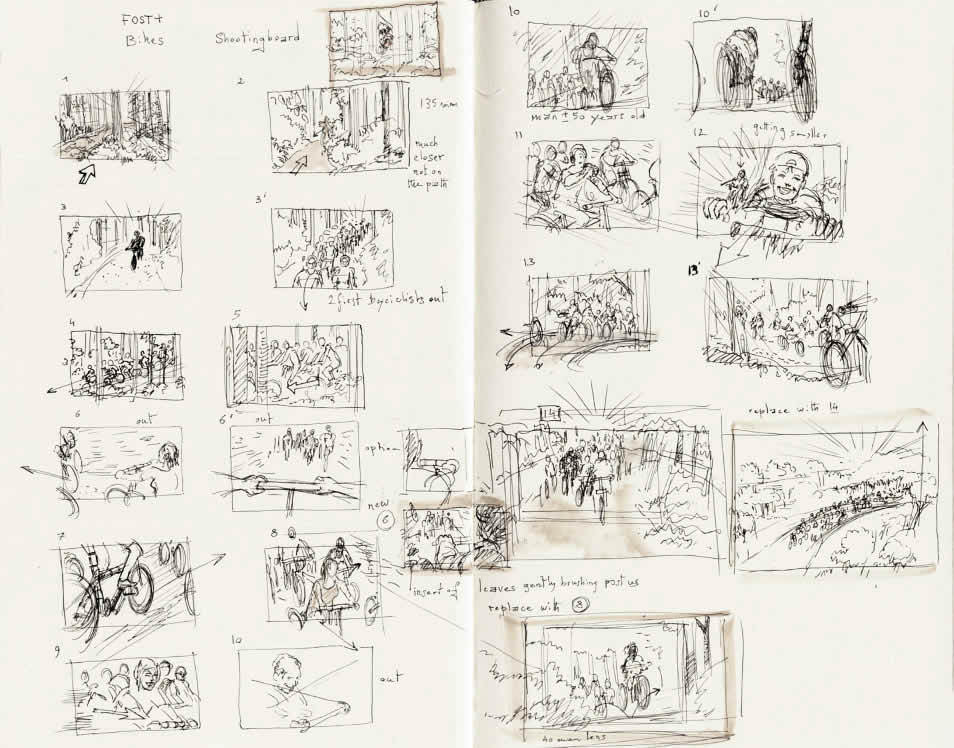 FOST+
Bikes
Shootingboard
1
2
135 mm
much
closer
not on
the path
3
3'
2 first byciclists out
4
5
6
out
6'
out
option
new
6
7
8
insert of
9
10
out
10
10'
man ± 50 years old
11
12
getting smaller
13
13'
14
replace with 14
leaves gently brushing past us
replace with 8
40 mm lens